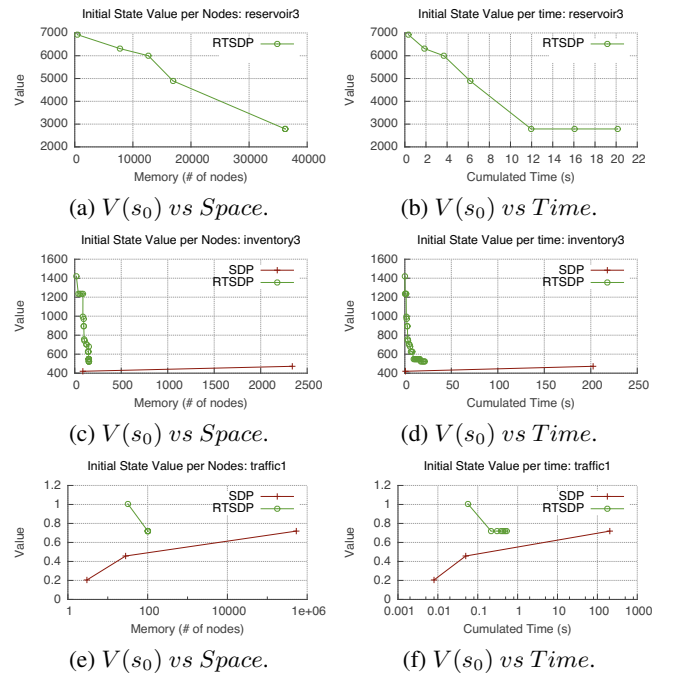 Initial State Value per Nodes: reservoir3
7000
6000
5000
4000
3000
2000
Value
RTSDP
0 10000 20000 30000 40000
Memory (# of nodes)
(a) V(s0) vs Space.
Initial State Value per time: reservoir3
7000
6000
5000
4000
3000
2000
Value
RTSDP
0 2 4 6 8 10 12 14 16 18 20 22
Cumulated Time (s)
(b) V(s0) vs Time.
Initial State Value per Nodes: inventory3
1600
1400
1200
1000
800
600
400
Value
SDP
RTSDP
0 500 1000 1500 2000 2500
Memory (# of nodes)
(c) V(s0) vs Space.
Initial State Value per time: inventory3
1600
1400
1200
1000
800
600
400
Value
SDP
RTSDP
0 50 100 150 200 250
Cumulated Time (s)
(d) V(s0) vs Time.
Initial State Value per Nodes: traffic1
1.2
1
0.8
0.6
0.4
0.2
0
Value
SDP
RTSDP
1 100 10000 1e+06
Memory (# of nodes)
(e) V(s0) vs Space.
Initial State Value per time: traffic1
1.2
1
0.8
0.6
0.4
0.2
0
Value
SDP
RTSDP
0.001 0.01 0.1 1 10 100 1000
Cumulated Time (s)
(f) V(s0) vs Time.